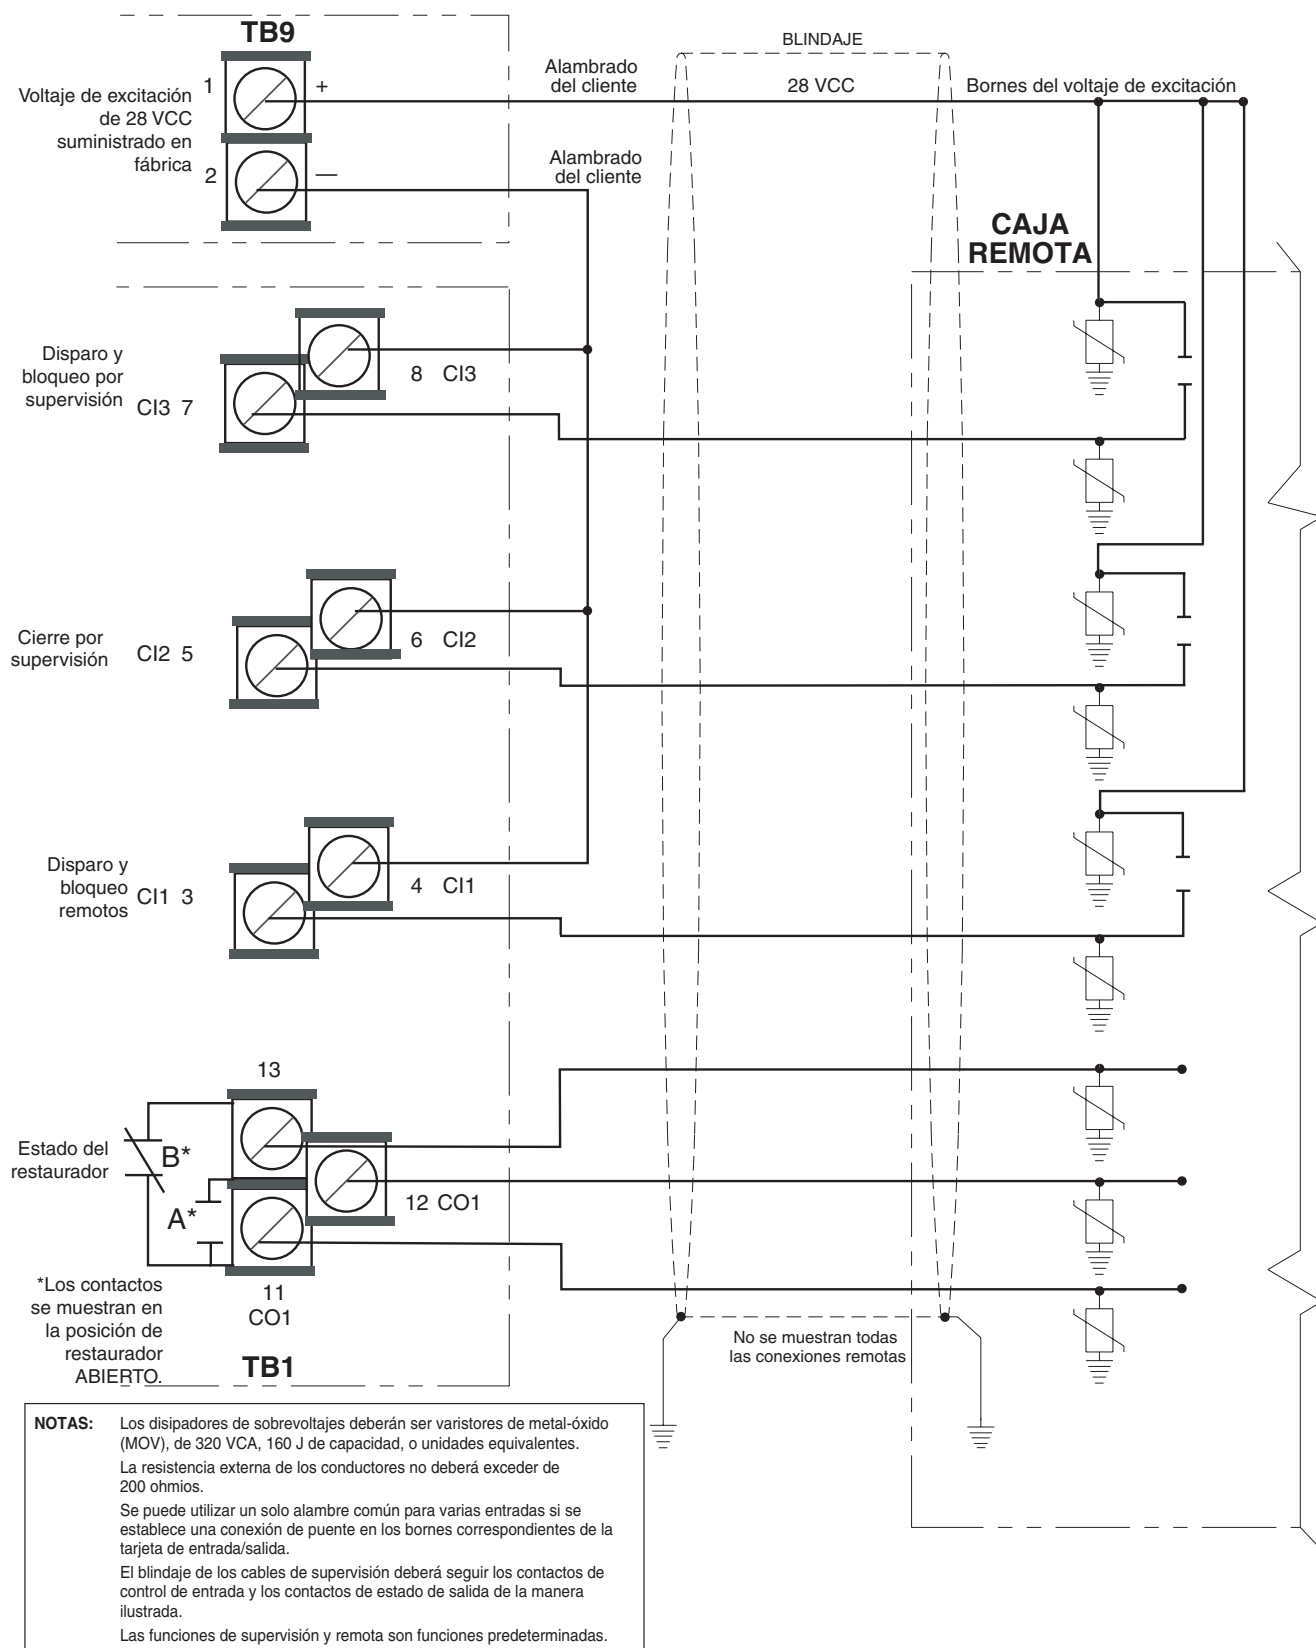 TB9
BLINDAJE
1
+
Voltaje de excitación
de 28 VCC
suministrado en
fábrica
Alambrado
del cliente
28 VCC
Bornes del voltaje de excitación
2
—
Alambrado
del cliente
CAJA
REMOTA
Disparo y
bloqueo por
supervisión
8 CI3
CI3 7
Cierre por
supervisión
6 CI2
CI2 5
Disparo y
bloqueo
remotos
4 CI1
CI1 3
13
Estado del
restaurador
B*
A*
12 CO1
11
CO1
*Los contactos
se muestran en
la posición de
restaurador
ABIERTO.
TB1
No se muestran todas
las conexiones remotas
NOTAS: Los disipadores de sobrevoltajes deberán ser varistores de metal-óxido
(MOV), de 320 VCA, 160 J de capacidad, o unidades equivalentes.
La resistencia externa de los conductores no deberá exceder de
200 ohmios.
Se puede utilizar un solo alambre común para varias entradas si se
establece una conexión de puente en los bornes correspondientes de la
tarjeta de entrada/salida.
El blindaje de los cables de supervisión deberá seguir los contactos de
control de entrada y los contactos de estado de salida de la manera
ilustrada.
Las funciones de supervisión y remota son funciones predeterminadas.